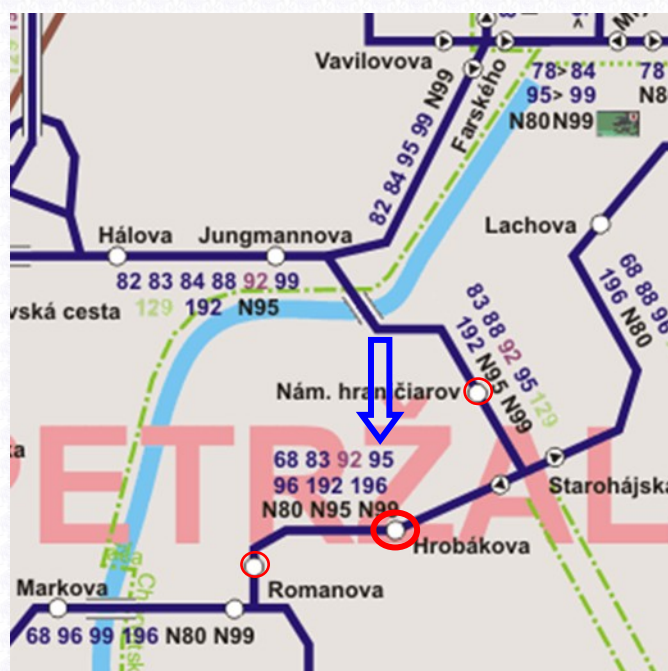 Vavilovova
Farského
82 84 95 99 N99
78> 84
95> 99
N80 N99
78
N8
Lachova
Hálova
Jungmannova
82 83 84 88 92 99
129 192 N95
vská cesta
68 88 96
196 N80
83 88 92 95 129
192 N95 N99
Nám. hraničiarov
PETRŽAL
68 83 92 95
96 192 196
N80 N95 N99
Starohájska
Hrobákova
Romanova
Markova
68 96 99 196 N80 N99